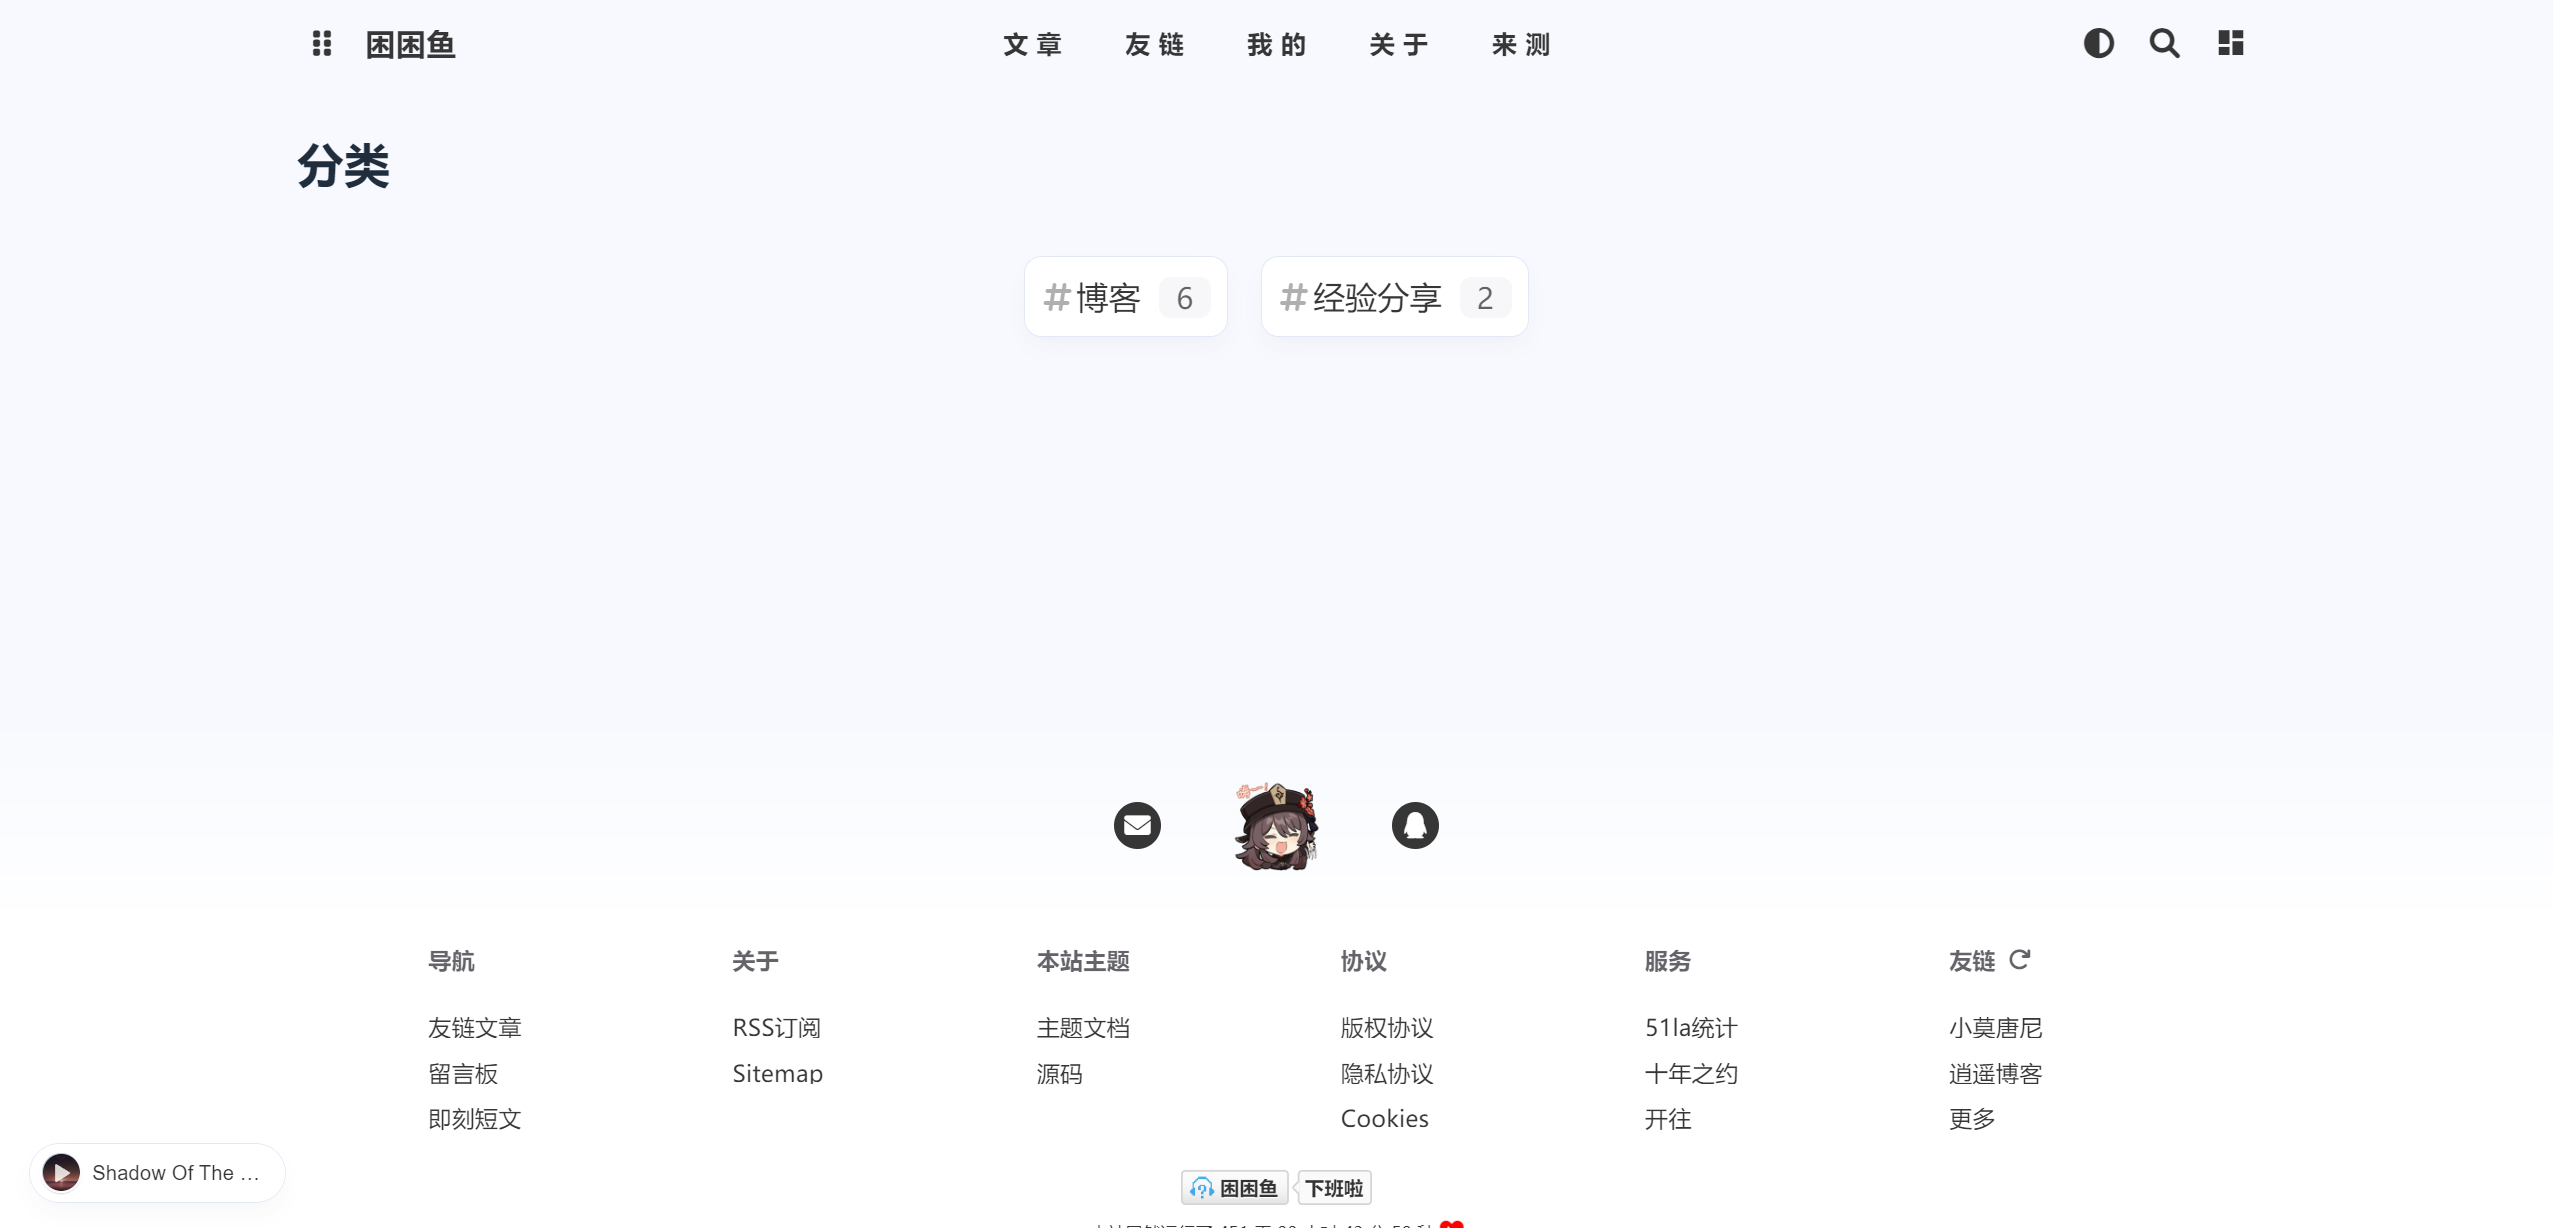 困困鱼
文章 友链 我的 关于 来测
分类
#博客 6 #经验分享 2
导航
友链文章
留言板
即刻短文
关于
RSS订阅
Sitemap
本站主题
主题文档
源码
协议
版权协议
隐私协议
Cookies
服务
51la统计
十年之约
开往
友链
小莫唐尼
逍遥博客
更多
Shadow Of The ...
困困鱼 下班啦